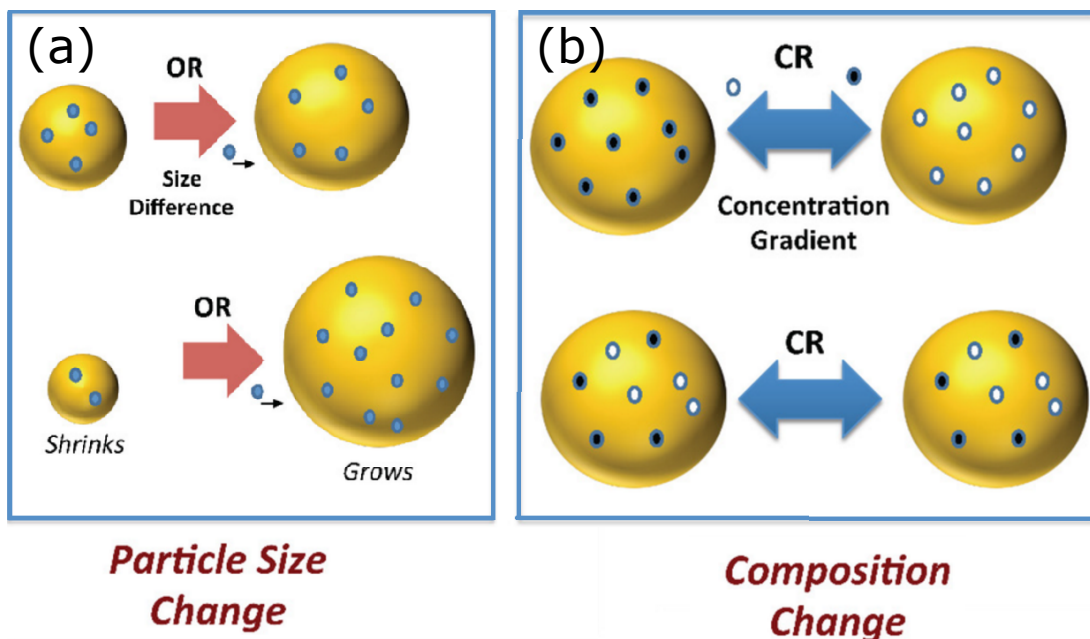 (a)
OR
Size
Difference
OR
Shrinks
Grows
Particle Size
Change
(b)
CR
Concentration
Gradient
CR
Composition
Change